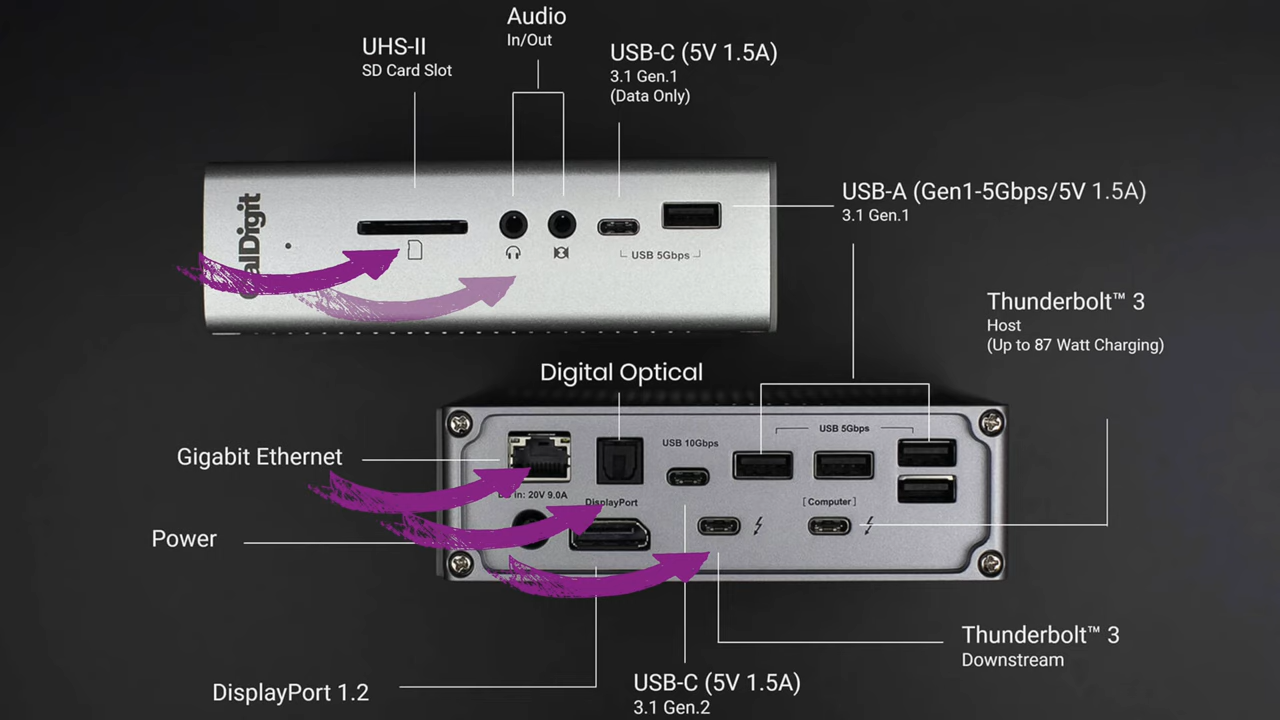 Audio
In/Out
UHS-II
SD Card Slot
USB-C (5V 1.5A)
3.1 Gen.1
(Data Only)
USB-A (Gen1-5Gbps/5V 1.5A)
3.1 Gen.1
USB 5Gbps
Thunderbolt™ 3
Host
(Up to 87 Watt Charging)
Digital Optical
USB 10Gbps
USB 5Gbps
Gigabit Ethernet
in: 20V 9.0A
DisplayPort
[Computer]
Power
Thunderbolt™ 3
Downstream
DisplayPort 1.2
USB-C (5V 1.5A)
3.1 Gen.2